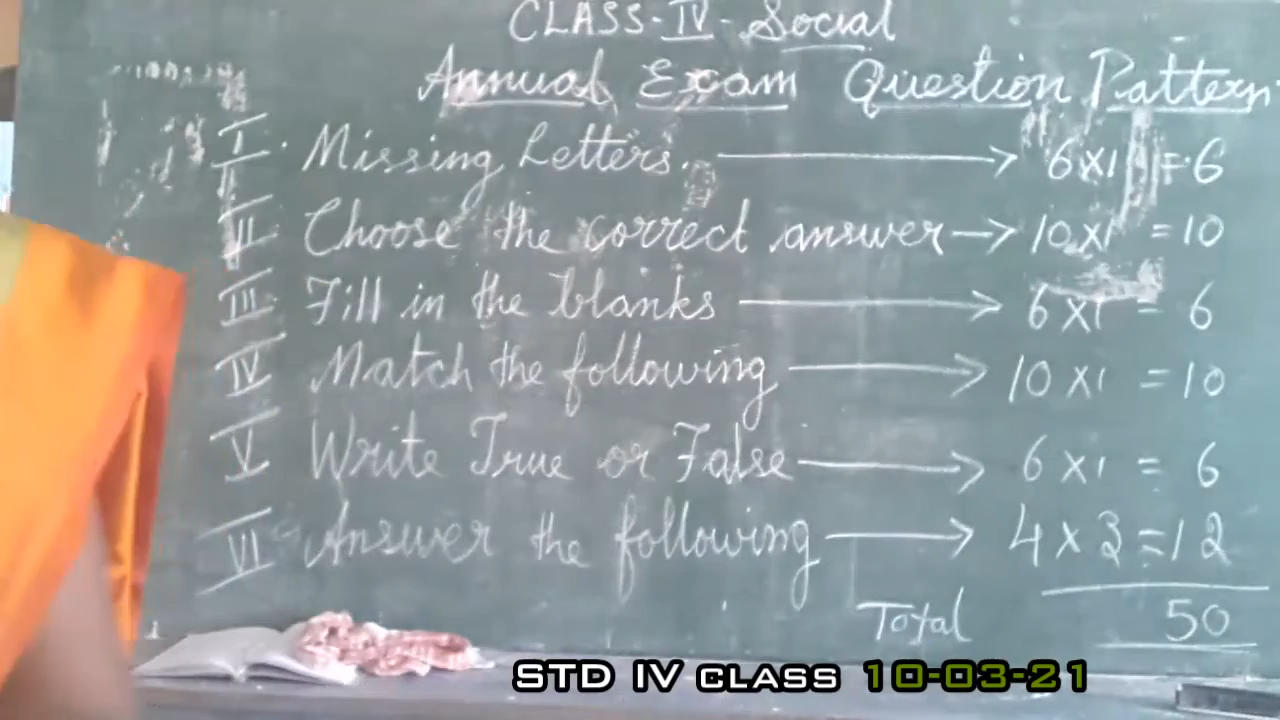 CLASS-IV-Social
Annual Exam Question Pattern
I. Missing Letters. → 6x1 = 6
II Choose the correct answer → 10x1 = 10
III Fill in the blanks → 6x1 = 6
IV Match the following → 10x1 = 10
V Write True or False → 6x1 = 6
VI Answer the following → 4x3=12
Total 50
STD IV CLASS 10-03-21